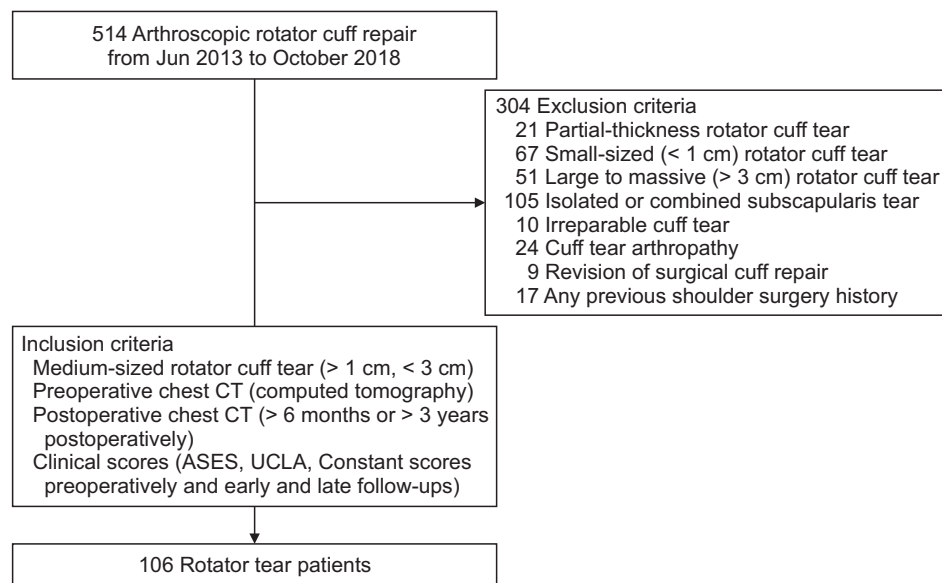 514 Arthroscopic rotator cuff repair
from Jun 2013 to October 2018
304 Exclusion criteria
21 Partial-thickness rotator cuff tear
67 Small-sized (< 1 cm) rotator cuff tear
51 Large to massive (> 3 cm) rotator cuff tear
105 Isolated or combined subscapularis tear
10 Irreparable cuff tear
24 Cuff tear arthropathy
9 Revision of surgical cuff repair
17 Any previous shoulder surgery history
Inclusion criteria
Medium-sized rotator cuff tear (> 1 cm, < 3 cm)
Preoperative chest CT (computed tomography)
Postoperative chest CT (> 6 months or > 3 years
postoperatively)
Clinical scores (ASES, UCLA, Constant scores
preoperatively and early and late follow-ups)
106 Rotator tear patients